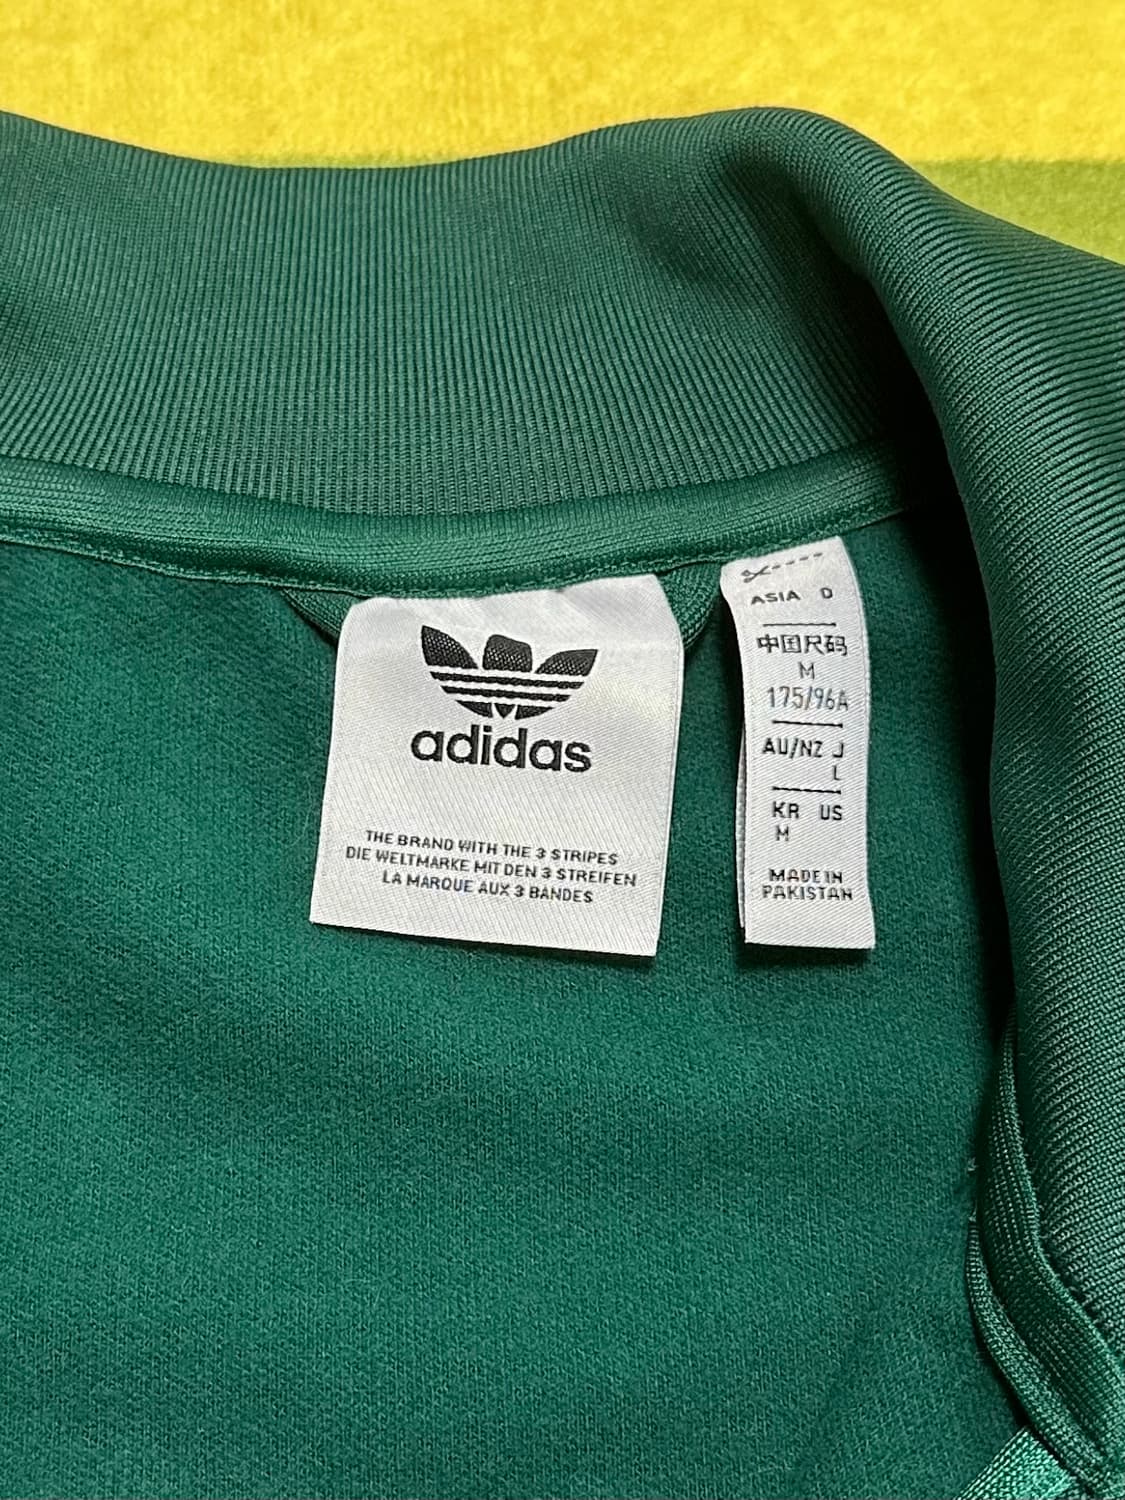 adidas
THE BRAND WITH THE 3 STRIPES
DIE WELTMARKE MIT DEN 3 STREIFEN
LA MARQUE AUX 3 BANDES
ASIA D
中国尺码
M
175/96A
AU/NZ J
L
KR US
M
MADE IN
PAKISTAN